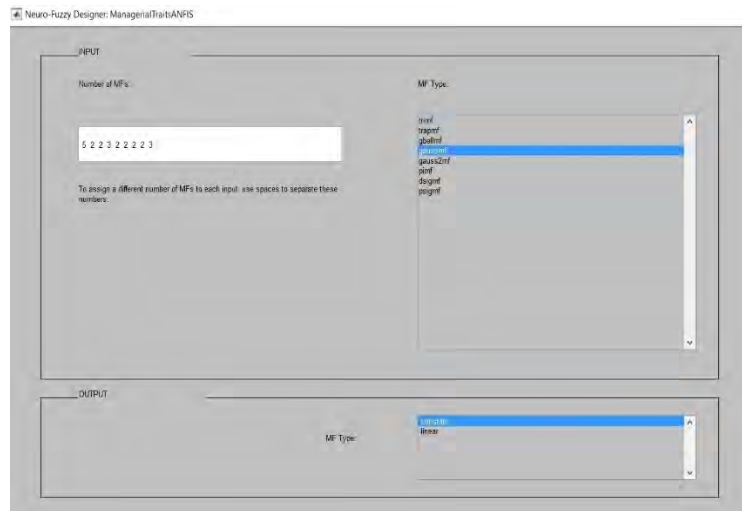 Neuro-Fuzzy Designer: ManagerialTraitsANFIS
INPUT
Number of MFs:
5 2 2 3 2 2 2 2 3
To assign a different number of MFs to each input, use spaces to separate these
numbers.
MF Type:
trimf
trapmf
gbellmf
gaussmf
gauss2mf
pimf
dsigmf
psigmf
OUTPUT
MF Type:
constant
linear